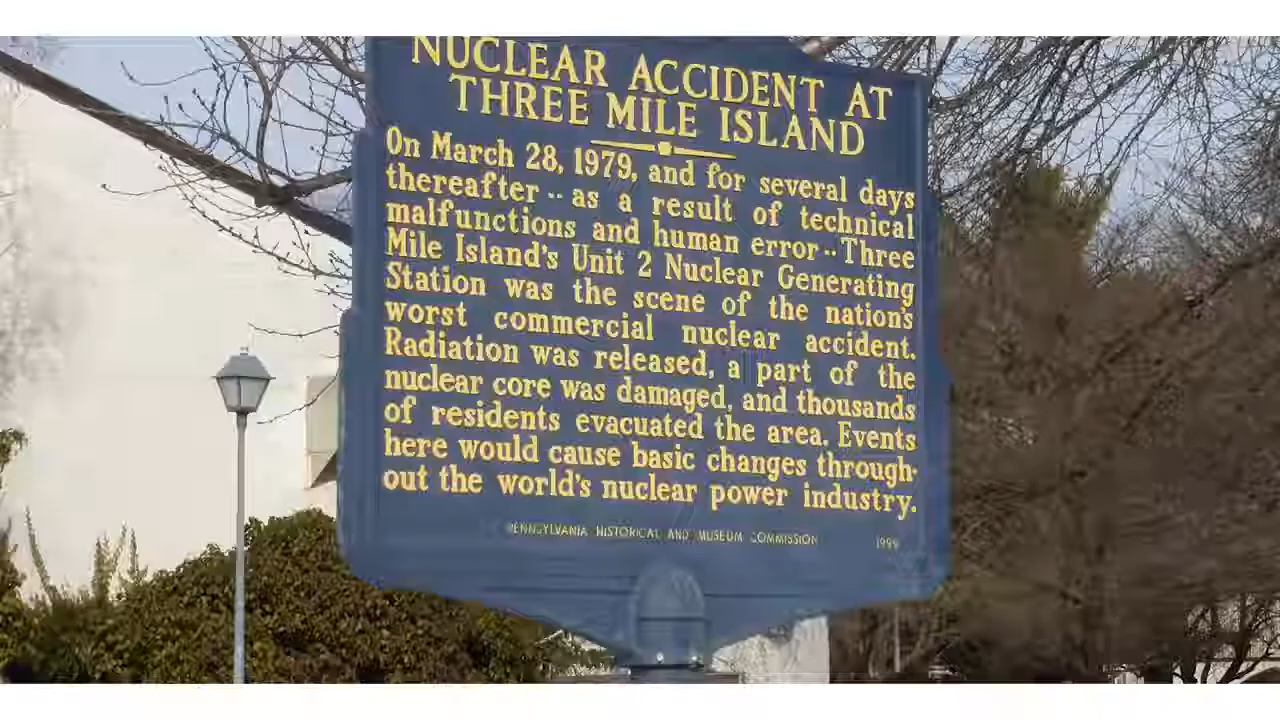 NUCLEAR ACCIDENT AT
THREE MILE ISLAND
On March 28, 1979, and for several days
thereafter -- as a result of technical
malfunctions and human error -- Three
Mile Island's Unit 2 Nuclear Generating
Station was the scene of the nation's
worst commercial nuclear accident.
Radiation was released, a part of the
nuclear core was damaged, and thousands
of residents evacuated the area. Events
here would cause basic changes through-
out the world's nuclear power industry.
PENNSYLVANIA HISTORICAL AND MUSEUM COMMISSION 1999